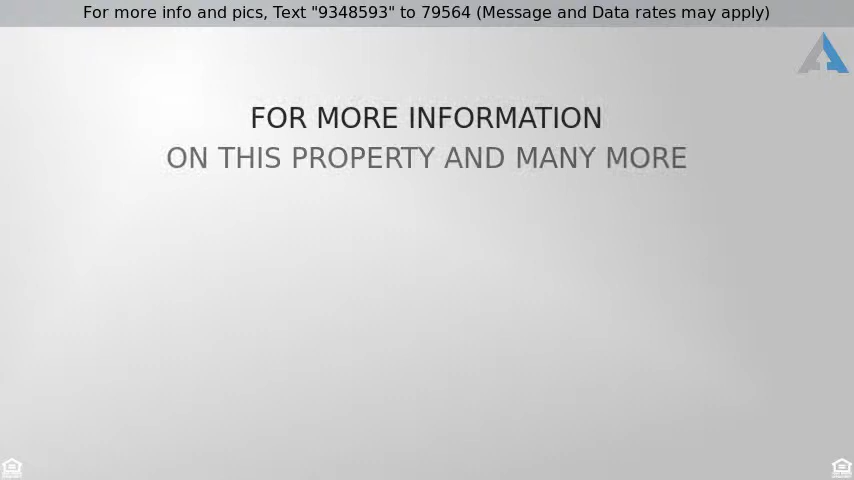 For more info and pics, Text "9348593" to 79564 (Message and Data rates may apply)
FOR MORE INFORMATION
ON THIS PROPERTY AND MANY MORE